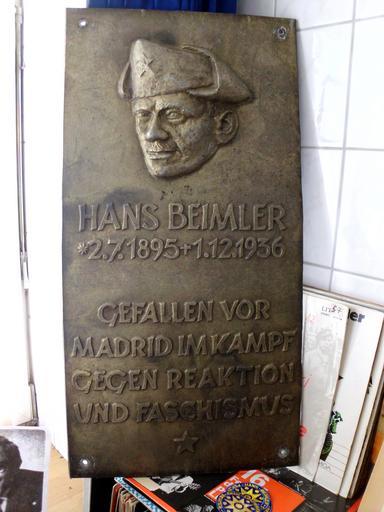 HANS BEIMLER
*2.7.1895+1.12.1936
GEFALLEN VOR
MADRID IM KAMPF
GEGEN REAKTION
UND FASCHISMUS